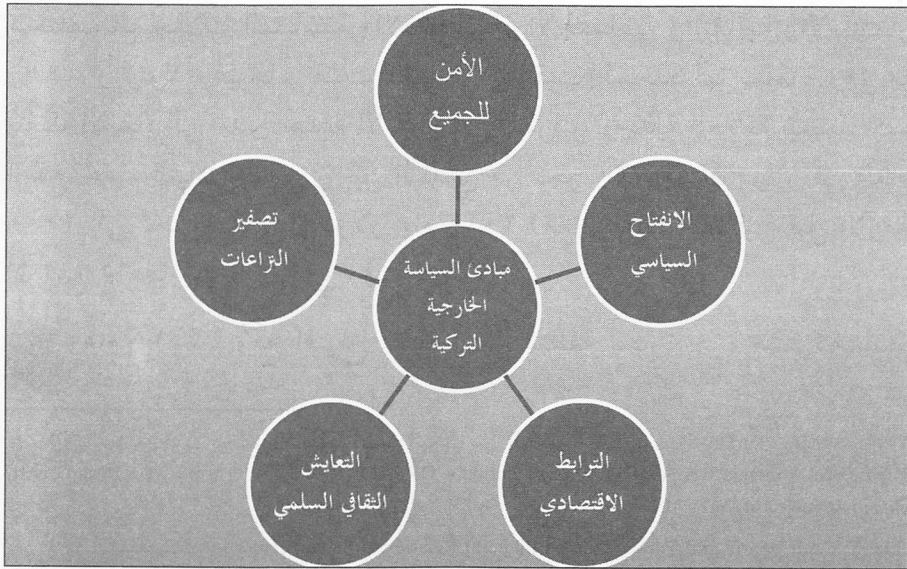 الأمن
للجميع
الانفتاح
السياسي
تصفير
النزاعات
مبادئ السياسة
الخارجية
التركية
الترابط
الاقتصادي
التعايش
الثقافي السلمي